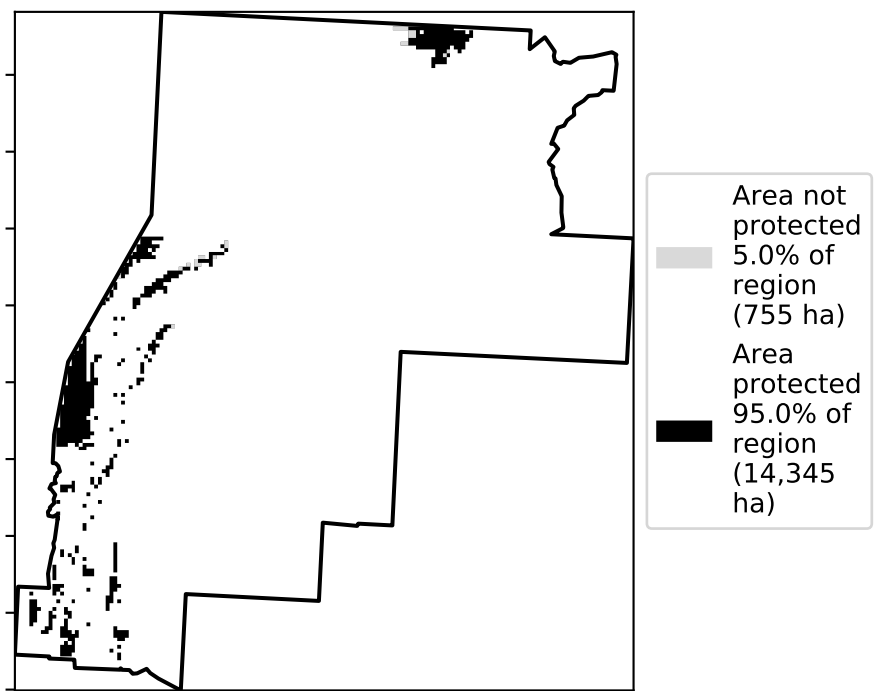 Area not
protected
5.0% of
region
(755 ha)
Area
protected
95.0% of
region
(14,345
ha)